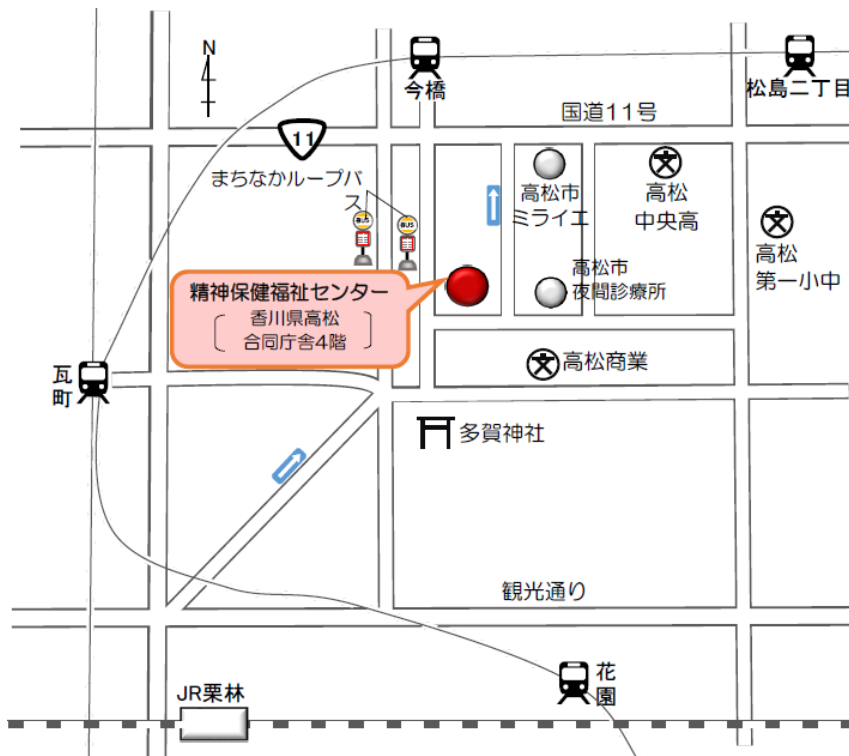 N
今橋
松島二丁目
国道11号
11
まちなかループバ
ス
BUS
BUS
高松市
ミライエ
高松
中央高
高松
第一小中
高松市
夜間診療所
精神保健福祉センター
香川県高松
合同庁舎4階
瓦
町
高松商業
多賀神社
観光通り
花
園
JR栗林